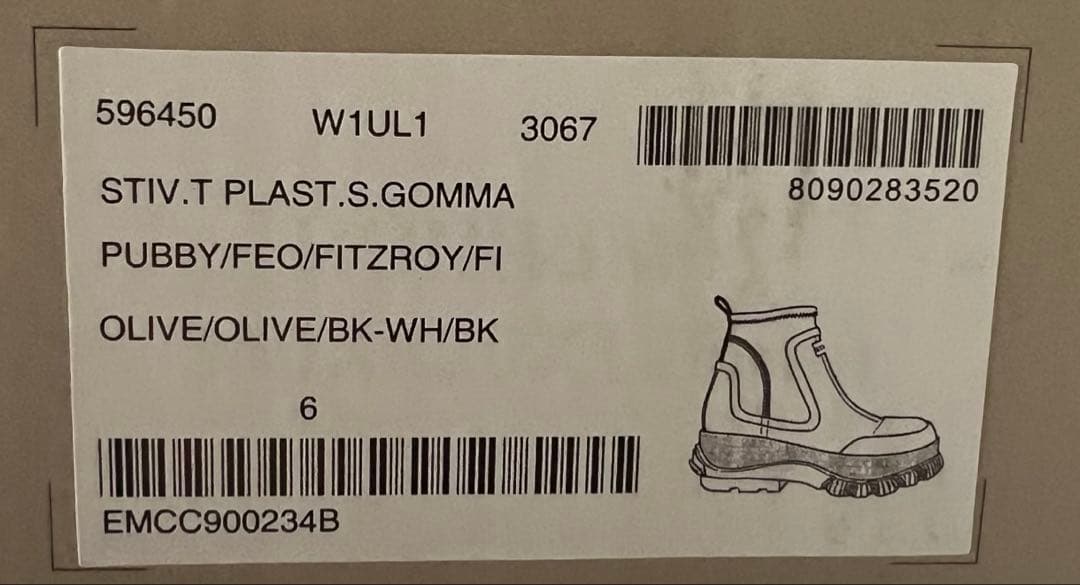 596450 W1UL1 3067
8090283520
STIV.T PLAST.S.GOMMA
PUBBY/FEO/FITZROY/FI
OLIVE/OLIVE/BK-WH/BK
6
EMCC900234B